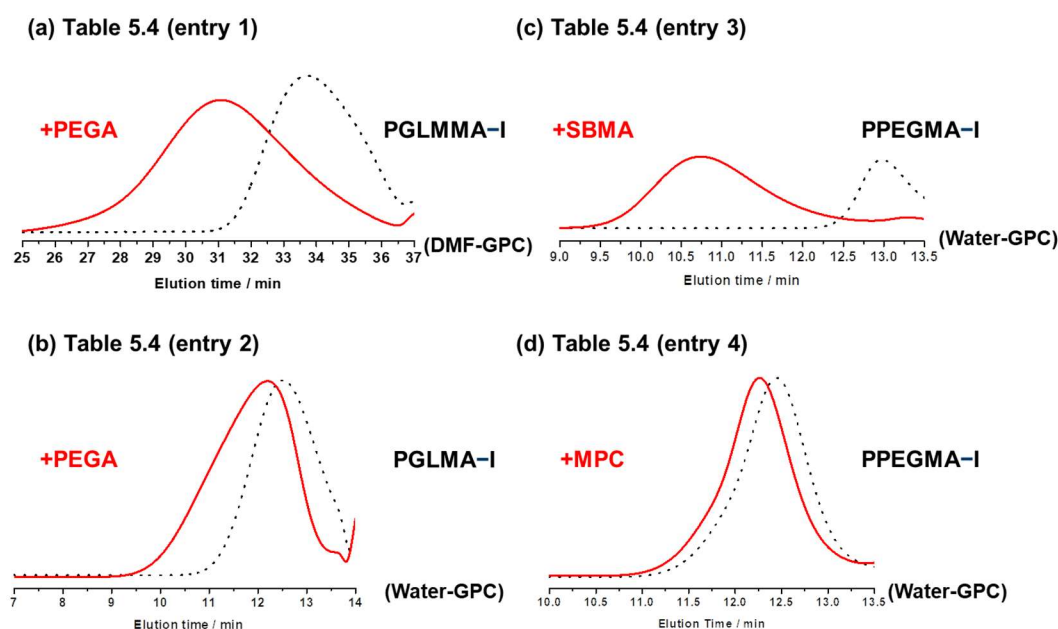 (a) Table 5.4 (entry 1)
+PEGA
PGLMMA–I
25 26 27 28 29 30 31 32 33 34 35 36 37
(DMF-GPC)
Elution time / min
(c) Table 5.4 (entry 3)
+SBMA
PPEGMA–I
9.0 9.5 10.0 10.5 11.0 11.5 12.0 12.5 13.0 13.5
(Water-GPC)
Elution time / min
(b) Table 5.4 (entry 2)
+PEGA
PGLMA–I
7 8 9 10 11 12 13 14
(Water-GPC)
Elution time / min
(d) Table 5.4 (entry 4)
+MPC
PPEGMA–I
10.0 10.5 11.0 11.5 12.0 12.5 13.0 13.5
(Water-GPC)
Elution Time / min